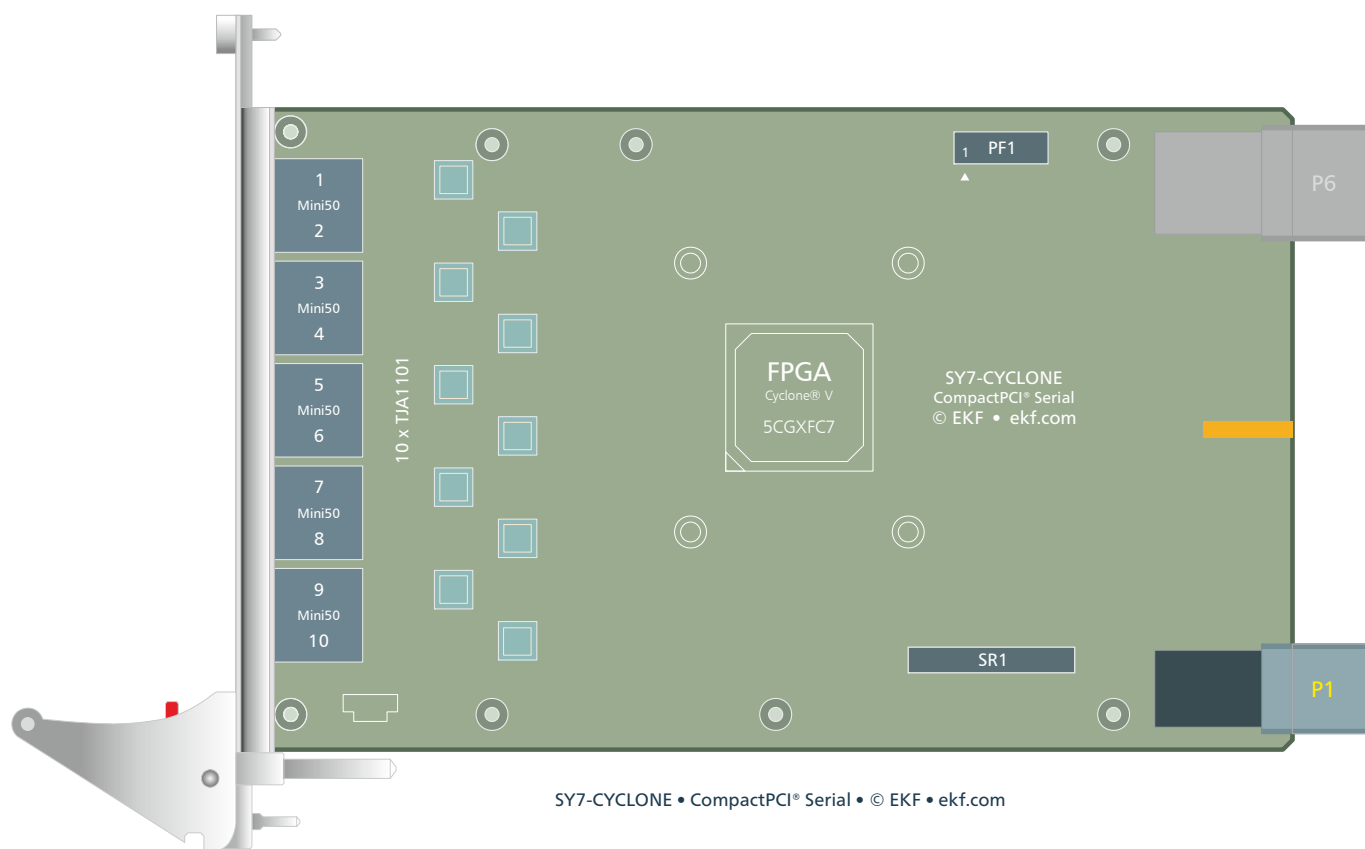 1
Mini50
2
3
Mini50
4
5
Mini50
6
7
Mini50
8
9
Mini50
10
10 x TJA1101
FPGA
Cyclone® V
5CGXFC7
1 PF1
SY7-CYCLONE
CompactPCI® Serial
© EKF • ekf.com
SR1
P6
P1
SY7-CYCLONE • CompactPCI® Serial • © EKF • ekf.com